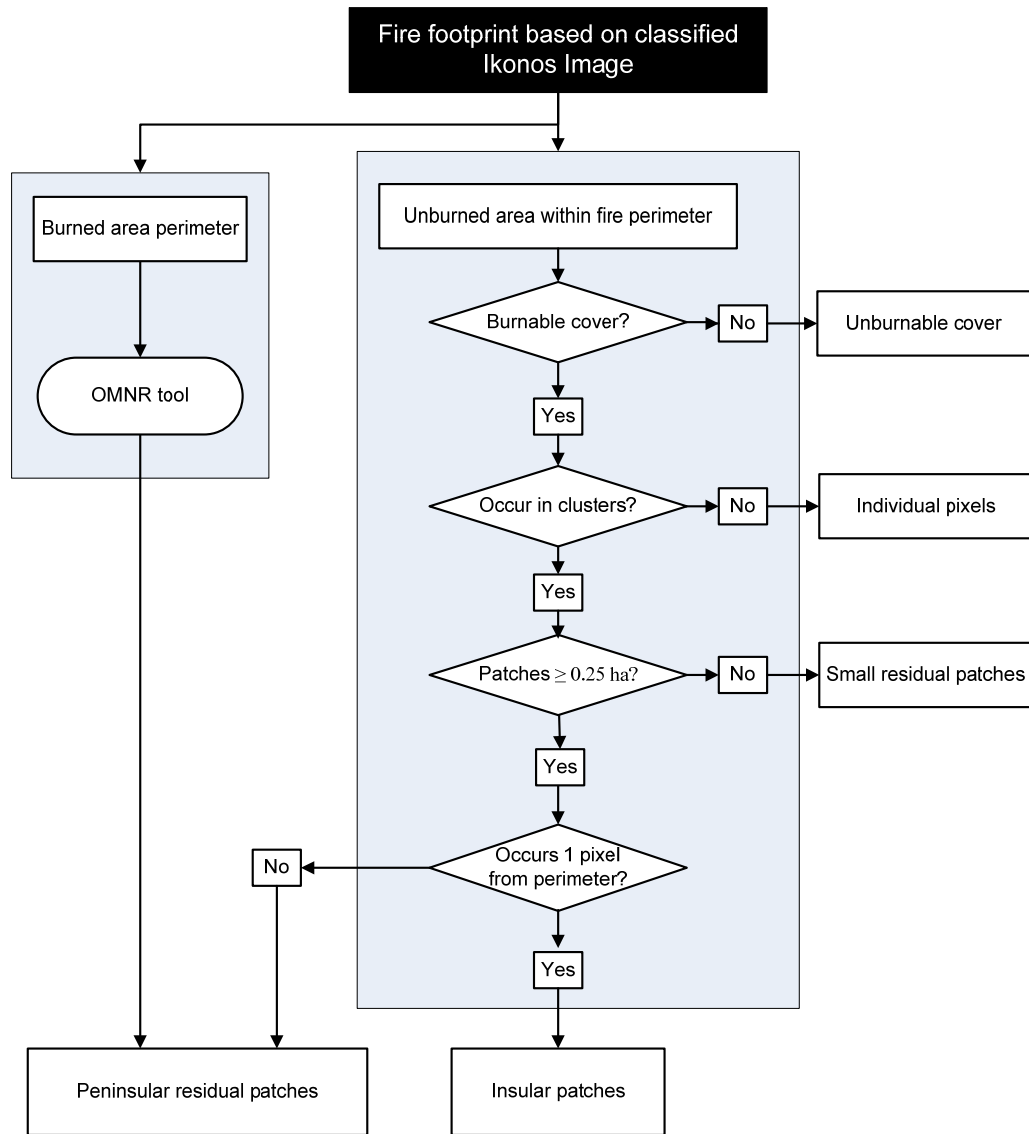 Fire footprint based on classified
Ikonos Image
Burned area perimeter
OMNR tool
Unburned area within fire perimeter
Burnable cover?
No
Unburnable cover
Yes
Occur in clusters?
No
Individual pixels
Yes
Patches ≥ 0.25 ha?
No
Small residual patches
Yes
Occurs 1 pixel
from perimeter?
No
Yes
Peninsular residual patches
Insular patches